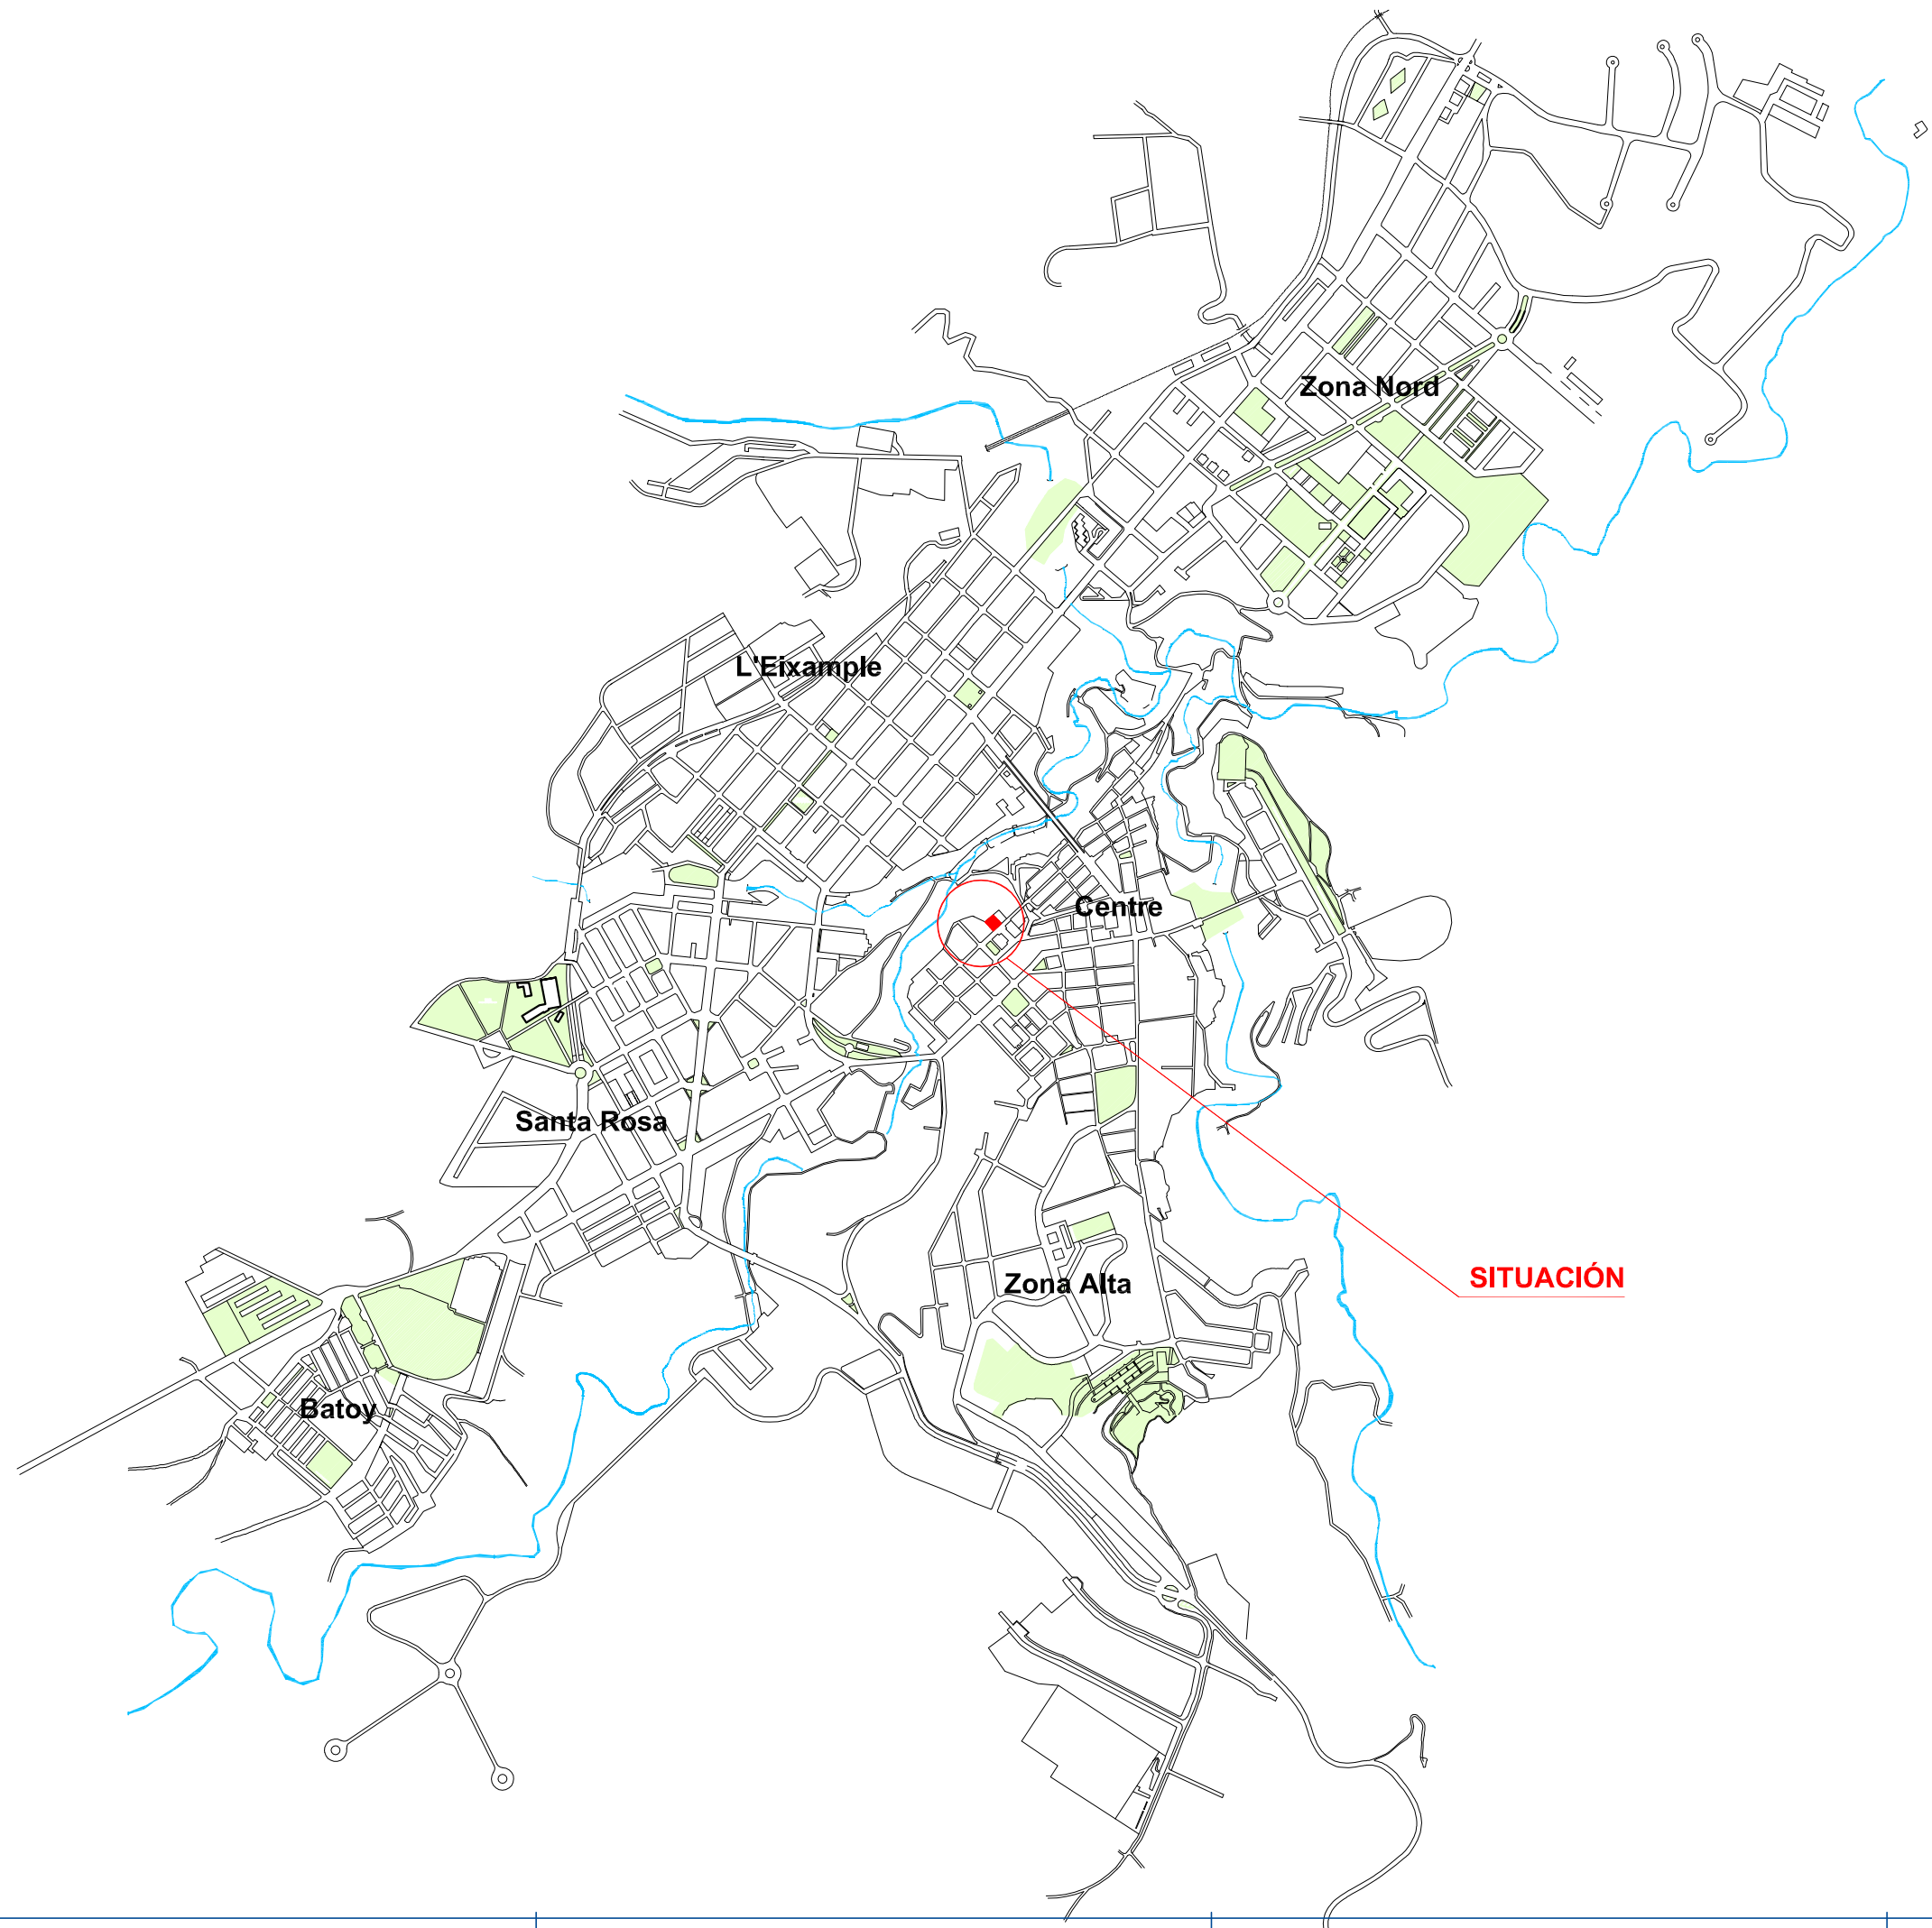 Zona Nord
L'Eixample
Centre
Santa Rosa
SITUACIÓN
Zona Alta
Batoy